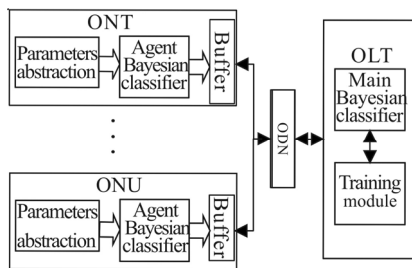 ONT
Parameters
abstraction
Agent
Bayesian
classifier
Buffer
ONU
Parameters
abstraction
Agent
Bayesian
classifier
Buffer
ODN
OLT
Main
Bayesian
classifier
Training
module